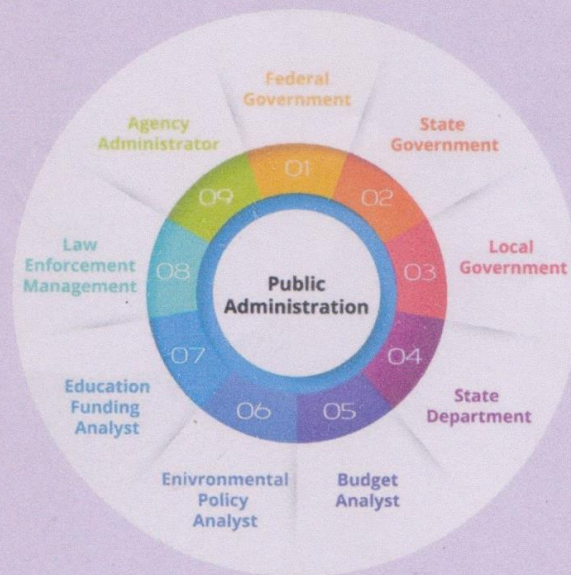 Federal
Government
01
State
Government
02
Local
Government
03
State
Department
04
Budget
Analyst
05
Enivronmental
Policy
Analyst
06
Education
Funding
Analyst
07
Law
Enforcement
Management
08
Agency
Administrator
09
Public
Administration